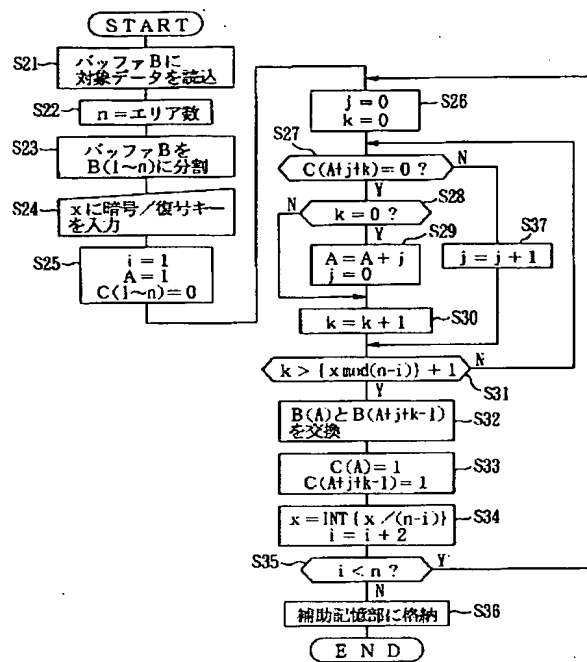 START
S21
バッファBに
対象データを読込
S22
n=エリア数
S23
バッファBを
B(1~n)に分割
S24
xに暗号/復号キー
を入力
S25
i=1
A=1
C(1~n)=0
j=0
k=0
S26
S27
C(A+j+k)=0?
N
Y
S28
N
k=0?
Y
S29
A=A+j
j=0
S37
j=j+1
k=k+1
S30
k>{x mod(n-i)}+1
N
S31
Y
B(A)とB(A+j+k-1)
を交換
S32
C(A)=1
C(A+j+k-1)=1
S33
x=INT{x/(n-i)}
i=i+2
S34
S35
i<n?
Y
N
補助記憶部に格納
S36
END